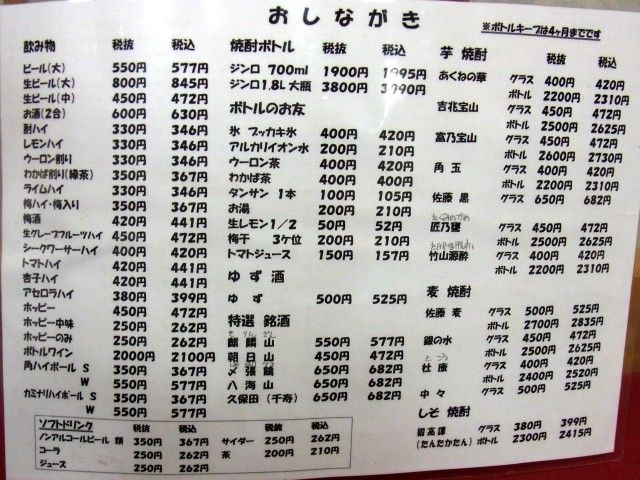 おしながき
※ボトルキープは4ヶ月までです
飲み物 税抜 税込
ビール(大) 550円 577円
生ビール(大) 800円 845円
生ビール(中) 450円 472円
お酒(2合) 600円 630円
酎ハイ 330円 346円
レモンハイ 330円 346円
ウーロン割り 330円 346円
わかば割り(緑茶) 330円 346円
ライムハイ 330円 346円
梅ハイ・梅入り 350円 367円
梅酒 420円 441円
生グレープフルーツハイ 450円 472円
シークワーサーハイ 420円 441円
トマトハイ 420円 441円
杏子ハイ 420円 441円
アセロラハイ 380円 399円
ホッピー 450円 472円
ホッピー中味 250円 262円
ホッピーのみ 250円 262円
ボトルワイン 2000円 2100円
角ハイボール S 350円 367円
W 550円 577円
カミナリハイボール S 350円 367円
W 550円 577円
ソフトドリンク 税抜 税込 税抜 税込
ノンアルコールビール 類 350円 367円 サイダー 250円 262円
コーラ 250円 262円 茶 200円 210円
ジュース 250円 262円
焼酎ボトル 税抜 税込
ジンロ 700ml 1900円 1995円
ジンロ1.8L 大瓶 3800円 3990円
ボトルのお友
氷 ブッカキ氷 400円 420円
アルカリイオン水 200円 210円
ウーロン茶 400円 420円
わかば茶 400円 400円
タンサン 1本 100円 105円
お湯 200円 210円
生レモン1/2 50円 52円
梅干 3ケ位 200円 210円
トマトジュース 150円 157円
ゆず 酒
ゆ ず 500円 525円
特選 銘酒
麒麟山 550円 577円
朝日山 450円 472円
〆張鶴 650円 682円
八海山 650円 682円
久保田(千寿) 650円 682円
芋 焼酎 税抜 税込
あくねの華 グラス 400円 420円
ボトル 2200円 2310円
吉兆宝山 グラス 450円 472円
ボトル 2500円 2625円
富乃宝山 グラス 450円 472円
ボトル 2600円 2730円
角 玉 グラス 400円 420円
ボトル 2200円 2310円
佐藤 黒 グラス 650円 682円
匠乃甕 グラス 450円 472円
ボトル 2500円 2625円
竹山源酔 グラス 400円 420円
ボトル 2200円 2310円
麦 焼酎
佐藤 麦 グラス 500円 525円
ボトル 2700円 2835円
銀の水 グラス 450円 472円
ボトル 2500円 2625円
とこう
杜 康 グラス 400円 420円
ボトル 2400円 2520円
中々 グラス 500円 525円
しそ 焼酎
鍛高譚 グラス 380円 399円
(たんたかたん) ボトル 2300円 2415円